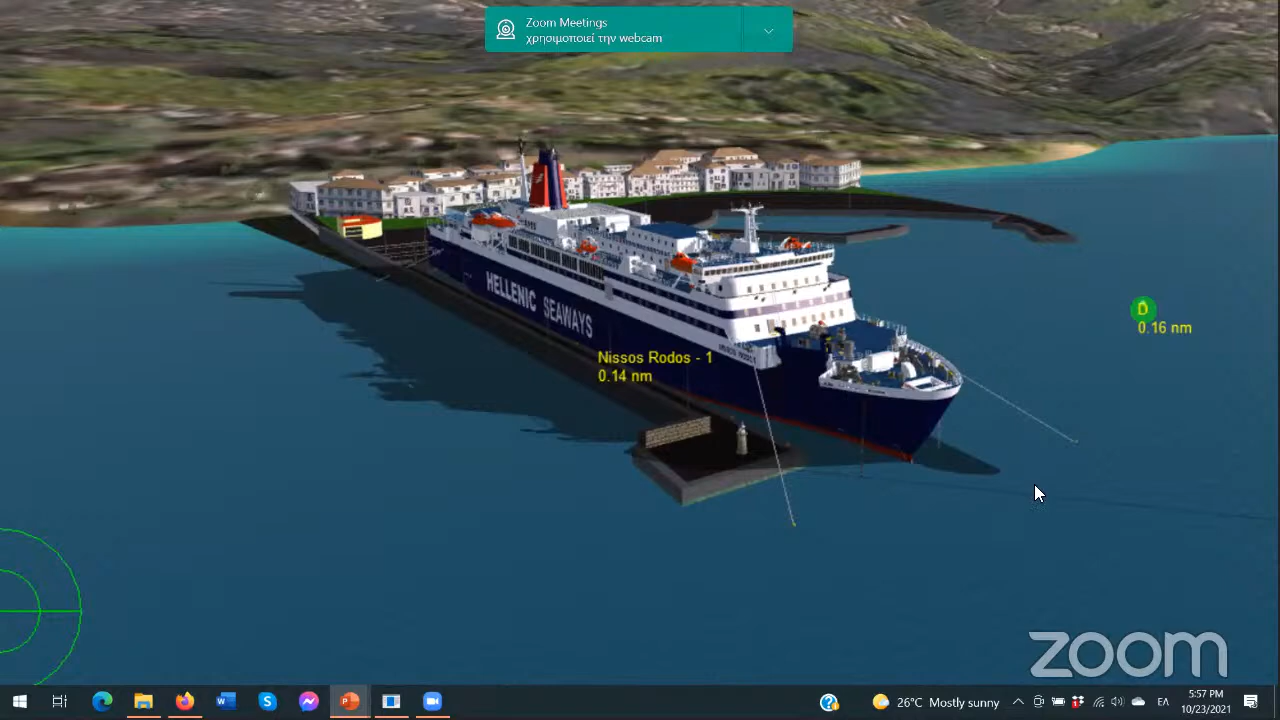 Zoom Meetings
χρησιμοποιεί την webcam
HELLENIC SEAWAYS
Nissos Rodos - 1
0.14 nm
D
0.16 nm
zoom
26°C Mostly sunny
ΕΛ
5:57 PM
10/23/2021